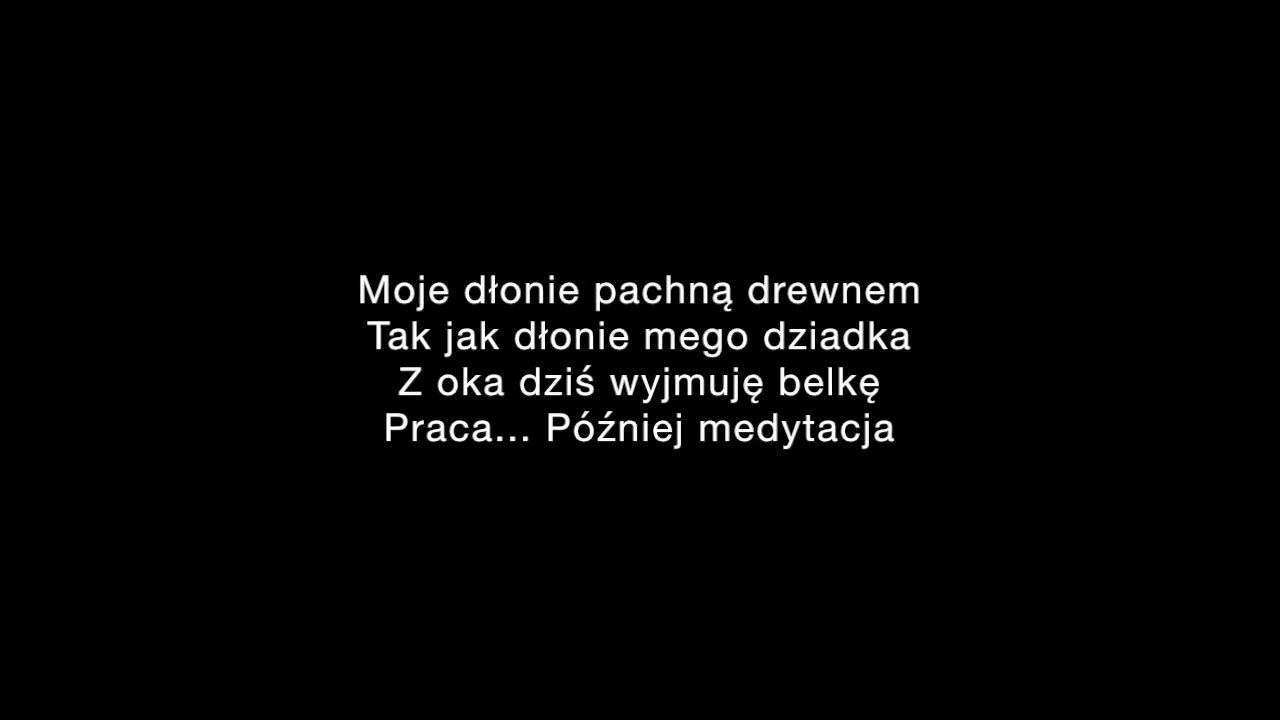 Moje dłonie pachną drewnem
Tak jak dłonie mego dziadka
Z oka dziś wyjmuję belkę
Praca... Później medytacja